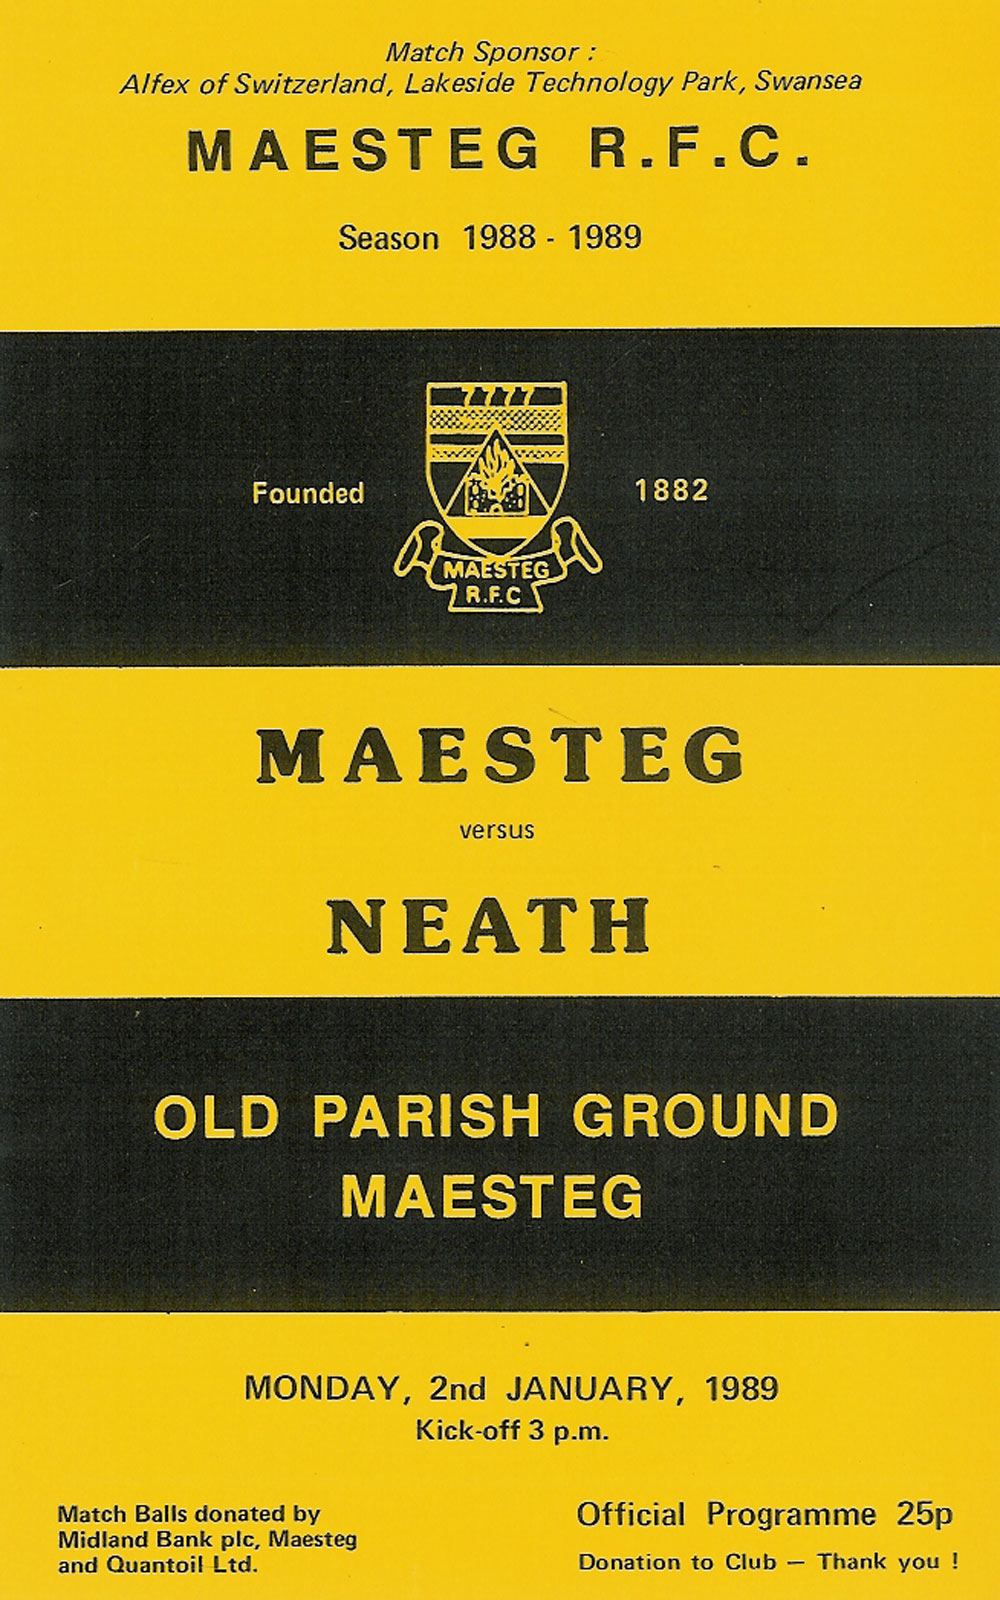 Match Sponsor :
Alfex of Switzerland, Lakeside Technology Park, Swansea
MAESTEG R.F.C.
Season 1988 - 1989
7777
Founded 1882
MAESTEG
R.F.C
MAESTEG
versus
NEATH
OLD PARISH GROUND
MAESTEG
MONDAY, 2nd JANUARY, 1989
Kick-off 3 p.m.
Match Balls donated by
Midland Bank plc, Maesteg
and Quantoil Ltd.
Official Programme 25p
Donation to Club — Thank you !